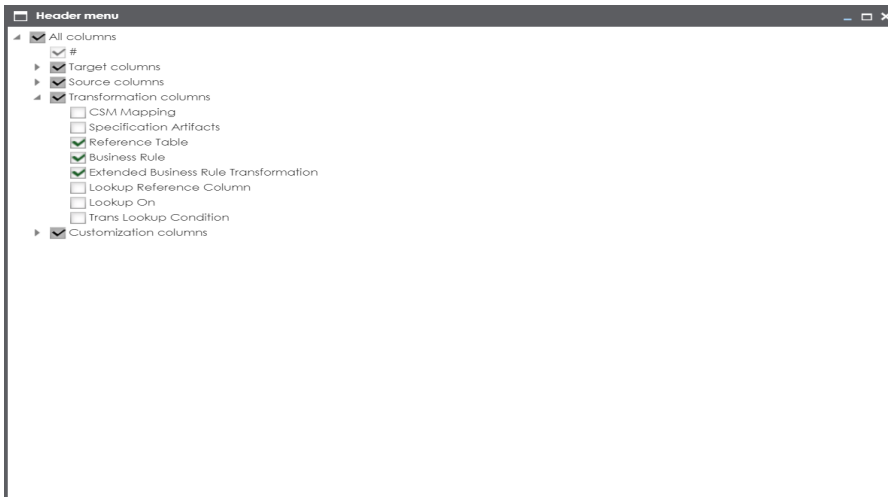 Header menu
All columns
#
Target columns
Source columns
Transformation columns
CSM Mapping
Specification Artifacts
Reference Table
Business Rule
Extended Business Rule Transformation
Lookup Reference Column
Lookup On
Trans Lookup Condition
Customization columns